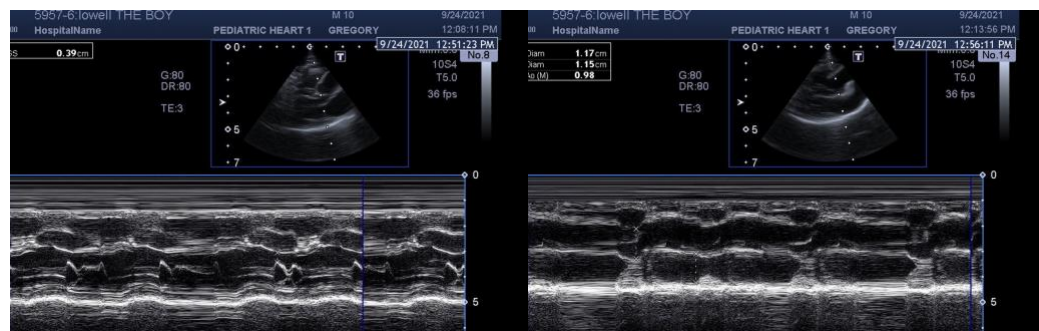 5957-6:lowell THE BOY M 10 9/24/2021
HospitalName PEDIATRIC HEART 1 GREGORY 12:08:11 PM
9/24/2021 12:51:23 PM
No.8
0.39cm
10S4
G:80
DR:80
T5.0
TE:3
36 fps
0
T
5
7
0
5
5957-6:lowell THE BOY M 10 9/24/2021
HospitalName PEDIATRIC HEART 1 GREGORY 12:13:56 PM
9/24/2021 12:56:11 PM
No.14
Diam 1.17cm
Diam 1.15cm
(M) 0.98
10S4
G:80
DR:80
T5.0
TE:3
36 fps
0
T
5
7
0
5